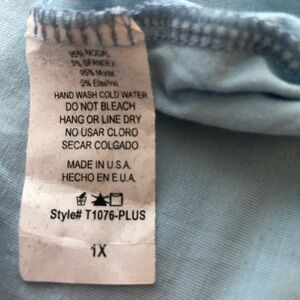 95% MODAL
5% SPANDEX
95% Modal
5% Elastino
HAND WASH COLD WATER
DO NOT BLEACH
HANG OR LINE DRY
NO USAR CLORO
SECAR COLGADO
MADE IN U.S.A.
HECHO EN E.U.A.
Style# T1076-PLUS
1X